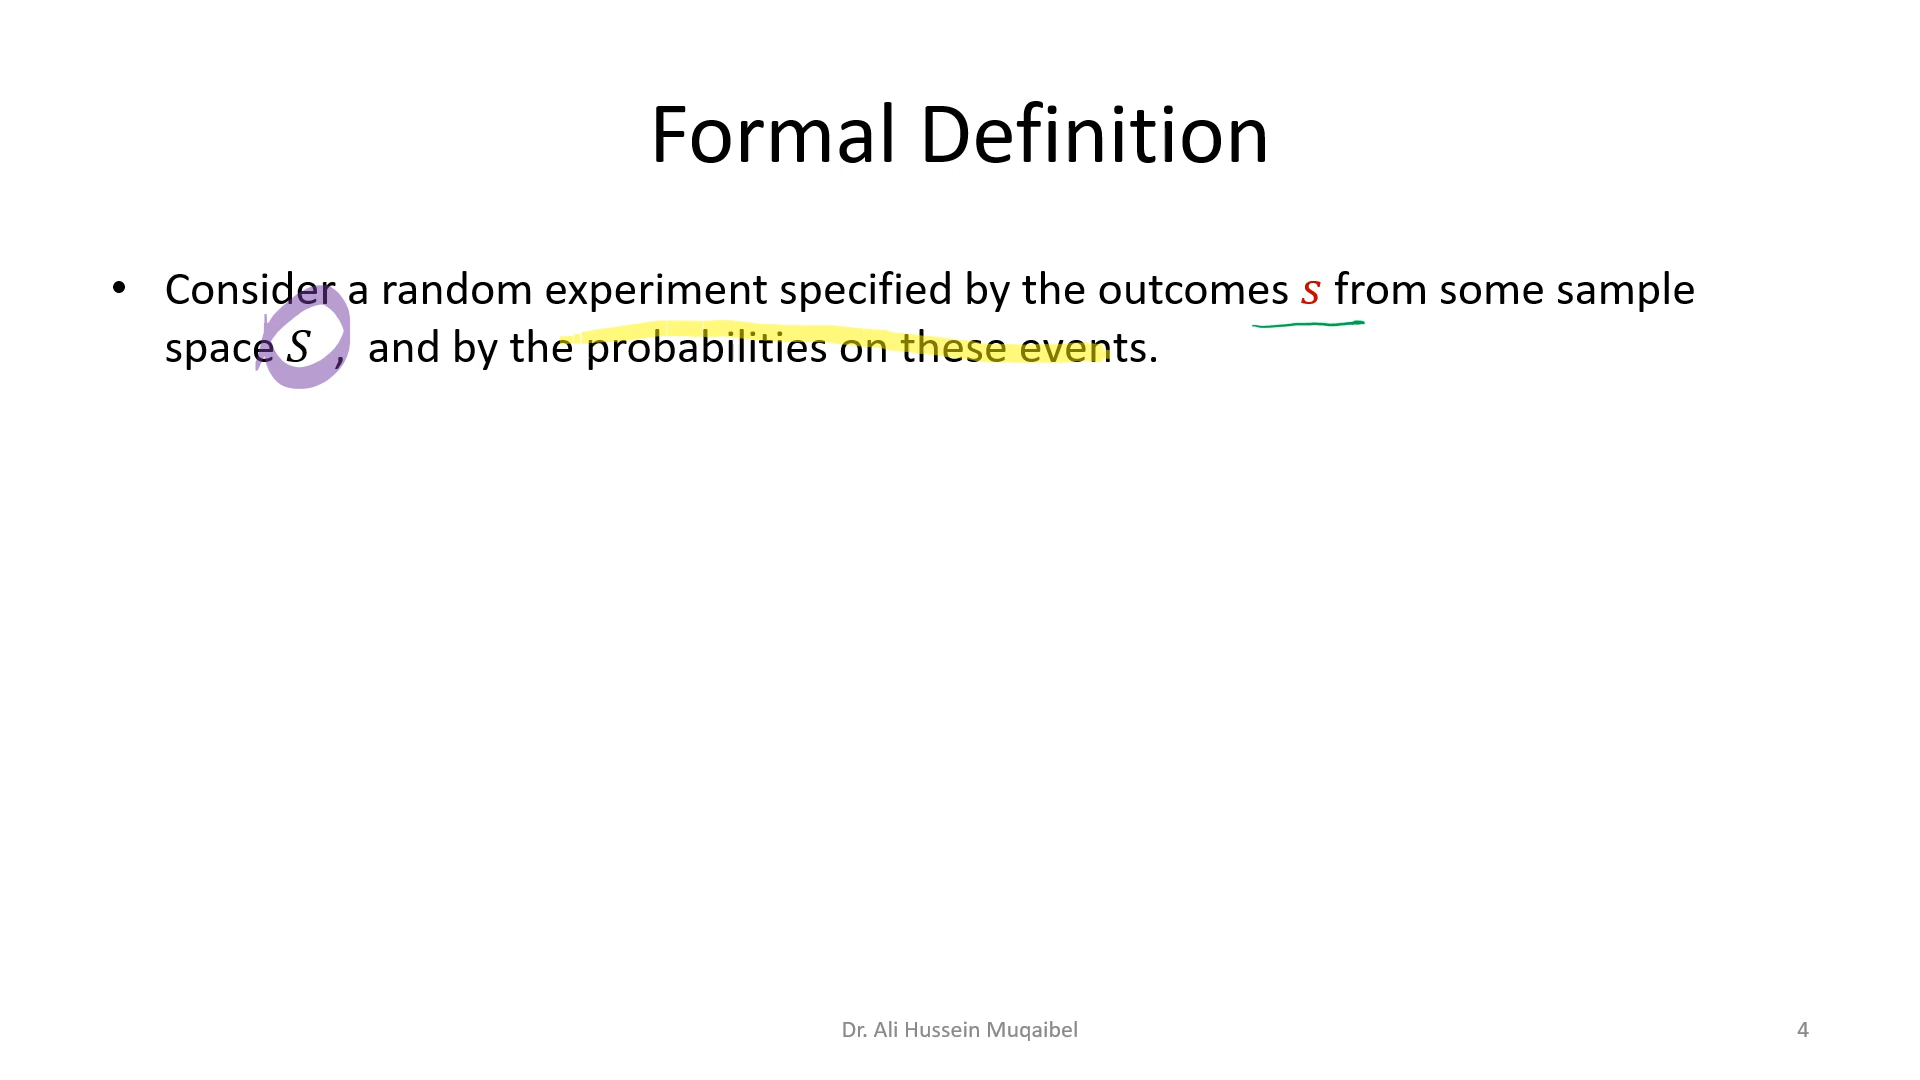 Formal Definition
• Consider a random experiment specified by the outcomes s from some sample
space S , and by the probabilities on these events.
Dr. Ali Hussein Muqaibel
4